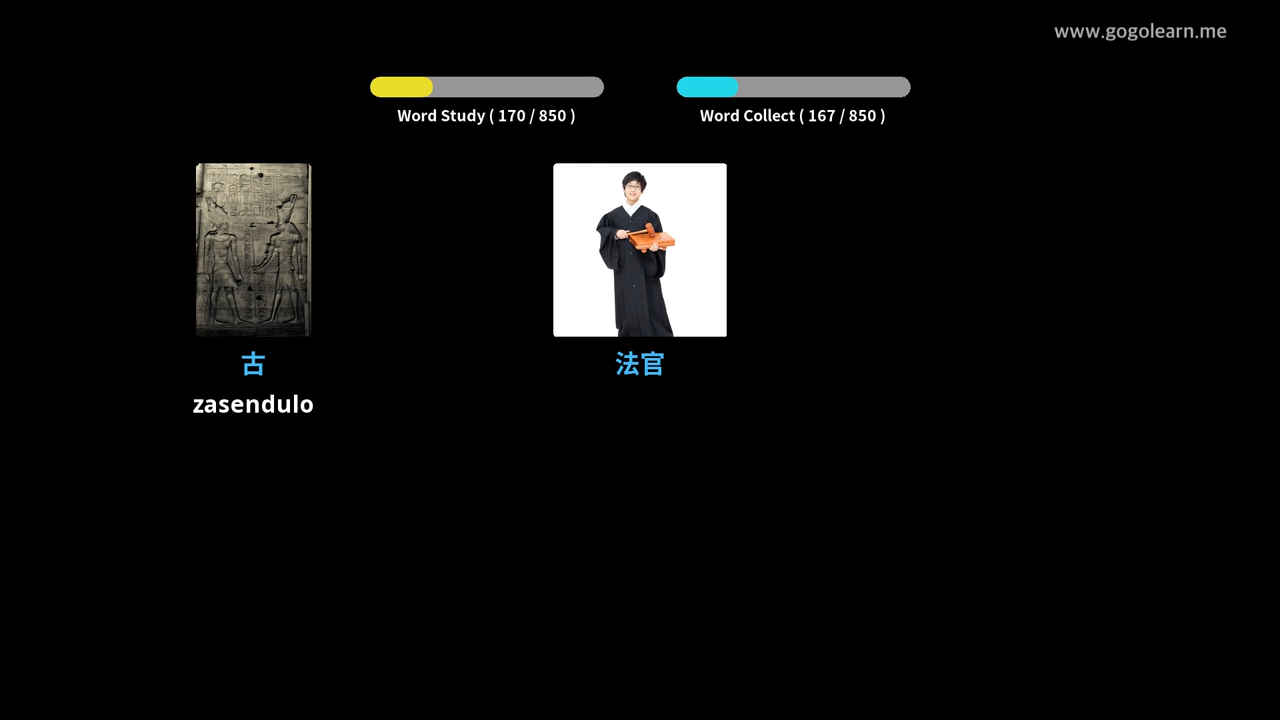 www.gogolearn.me
Word Study ( 170 / 850 )
Word Collect ( 167 / 850 )
古
法官
zasendulo